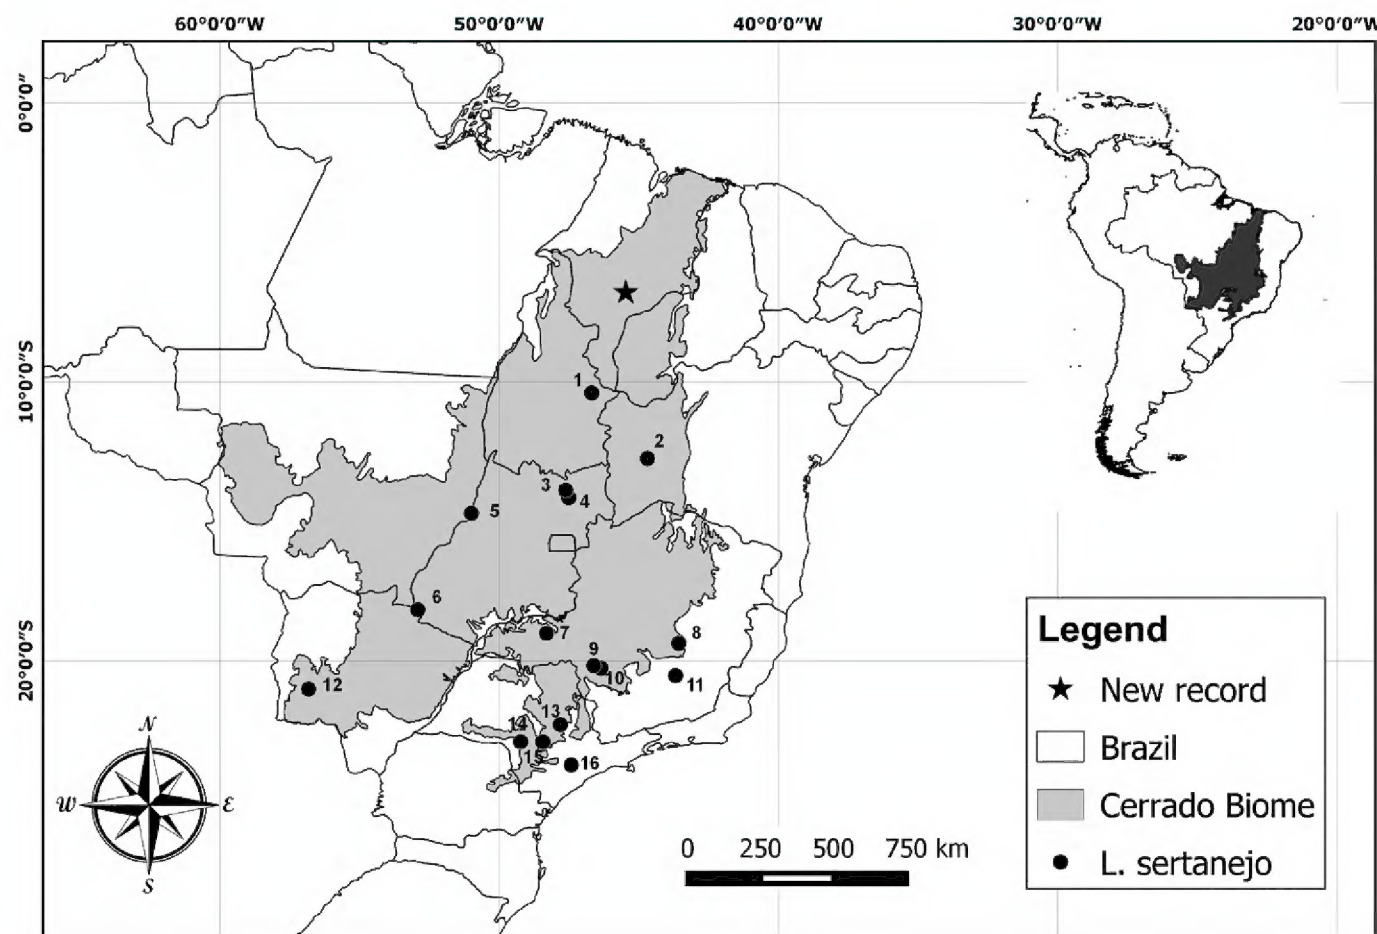 60°0'0"W 50°0'0"W 40°0'0"W 30°0'0"W 20°0'0"W
0°0'0"
10°0'0"S
20°0'0"S
1
2
3
4
5
6
7
8
9
10
11
12
13
14
15
16
N
W
E
S
0 250 500 750 km
Legend
New record
Brazil
Cerrado Biome
L. sertanejo